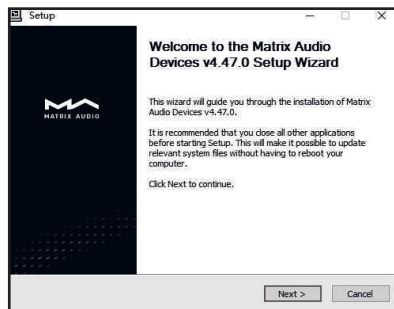 Setup
Welcome to the Matrix Audio
Devices v4.47.0 Setup Wizard
MATRIX AUDIO
This wizard will guide you through the installation of Matrix
Audio Devices v4.47.0.
It is recommended that you close all other applications
before starting Setup. This will make it possible to update
relevant system files without having to reboot your
computer.
Click Next to continue.
Next >
Cancel